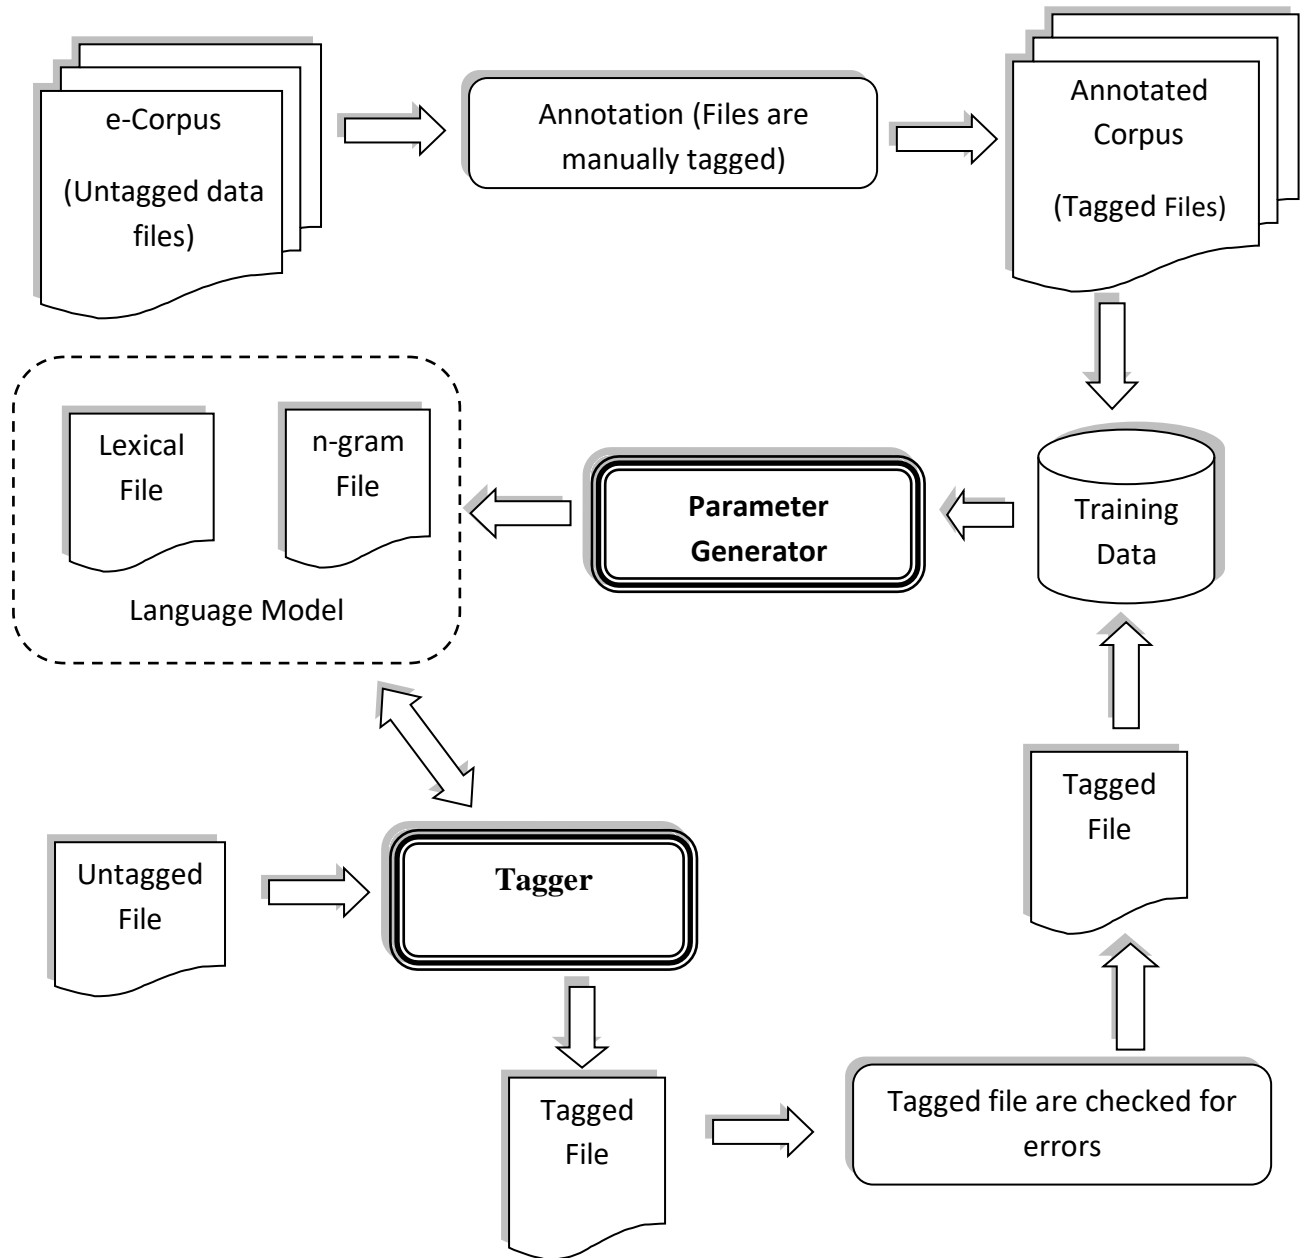 e-Corpus
(Untagged data
files)
Annotation (Files are
manually tagged)
Annotated
Corpus
(Tagged Files)
Lexical
File
n-gram
File
Language Model
Parameter
Generator
Training
Data
Tagged
File
Untagged
File
Tagger
Tagged
File
Tagged file are checked for
errors